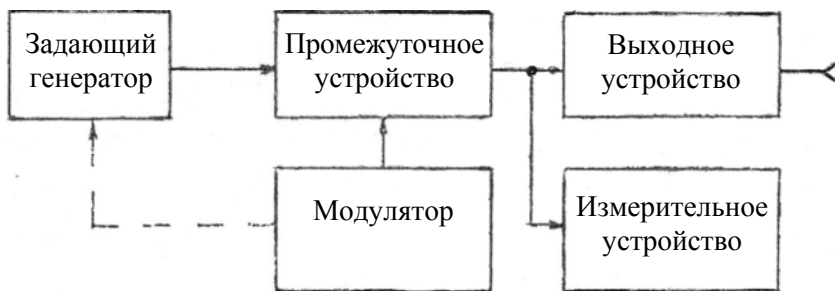 Задающий
генератор
Промежуточное
устройство
Выходное
устройство
Модулятор
Измерительное
устройство